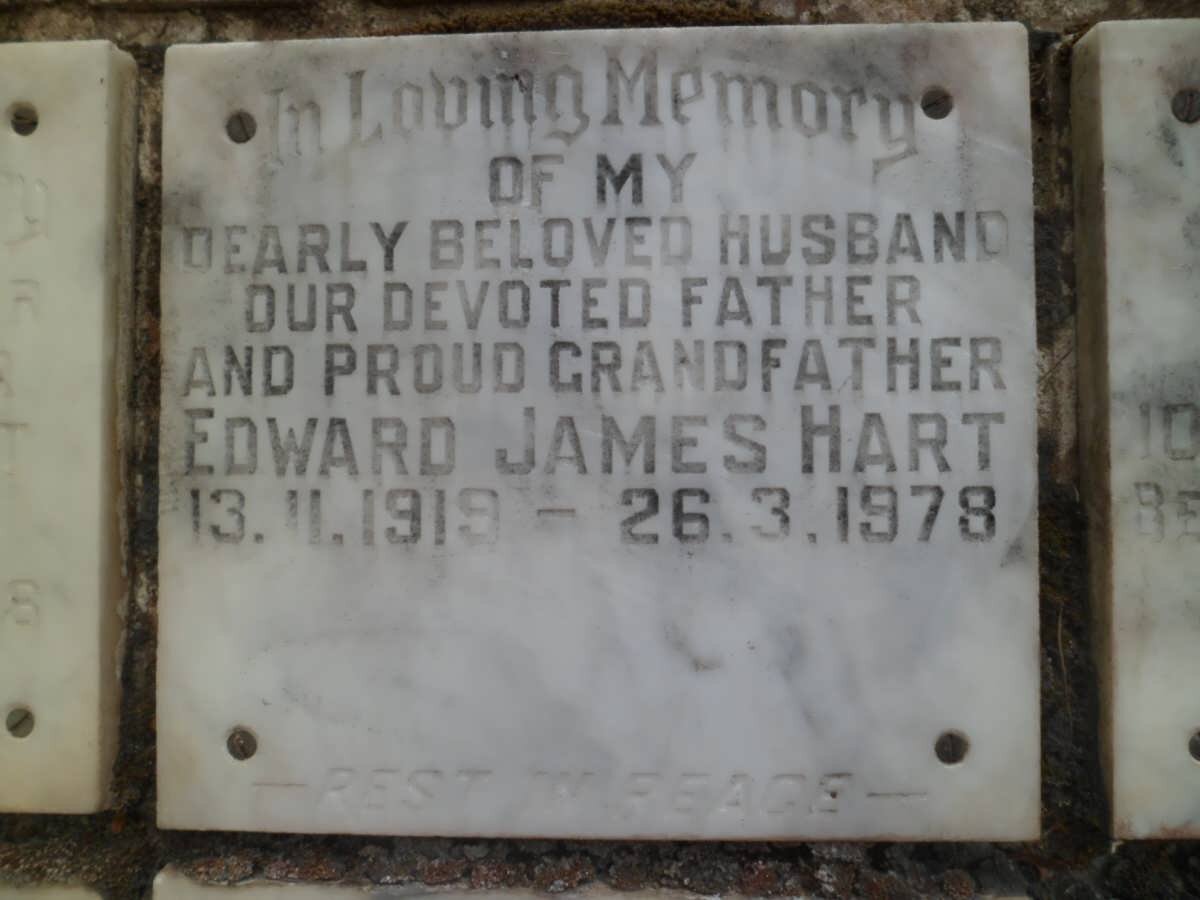 In Loving Memory
OF MY
DEARLY BELOVED HUSBAND
OUR DEVOTED FATHER
AND PROUD GRANDFATHER
EDWARD JAMES HART
13.11.1919 - 26.3.1978
— REST IN PEACE —